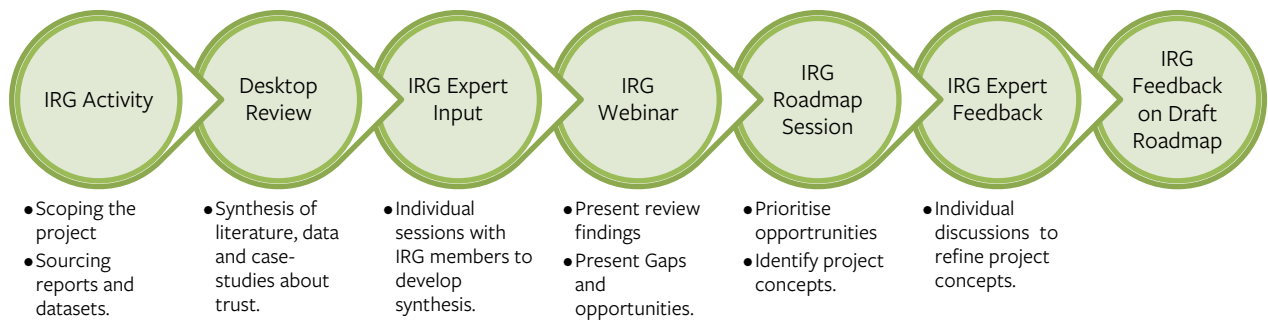 IRG Activity
Desktop
Review
IRG Expert
Input
IRG
Webinar
IRG
Roadmap
Session
IRG Expert
Feedback
IRG
Feedback
on Draft
Roadmap
• Scoping the
project
• Sourcing
reports and
datasets.
• Synthesis of
literature, data
and case-
studies about
trust.
• Individual
sessions with
IRG members to
develop
synthesis.
• Present review
findings
• Present Gaps
and
opportunities.
• Prioritise
opportrunities
• Identify project
concepts.
• Individual
discussions to
refine project
concepts.